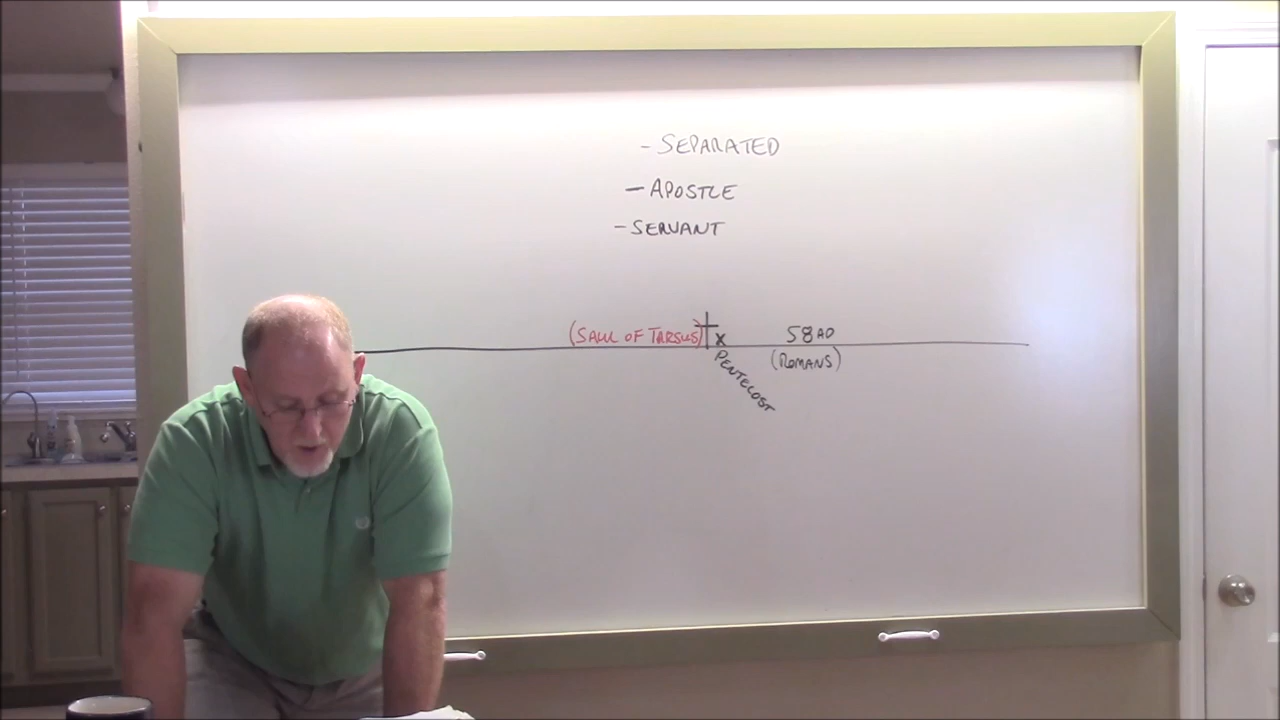 - SEPARATED
- APOSTLE
- SERVANT
(SAUL OF TARSUS)
x
58 AD
(ROMANS)
PENTECOST